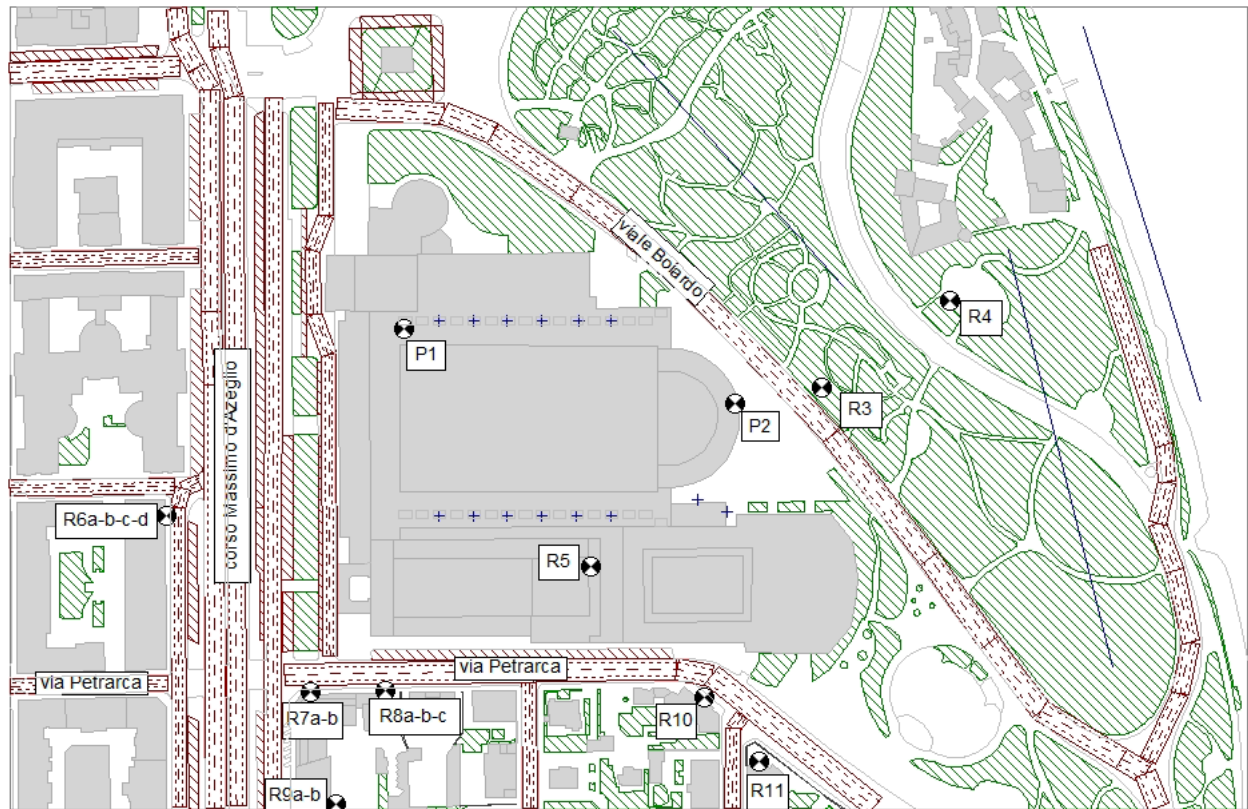 viale Boiardo
R4
P1
R3
P2
corso Massimo d'Azeglio
R6a-b-c-d
R5
via Petrarca
via Petrarca
R7a-b
R8a-b-c
R10
R11
R9a-b